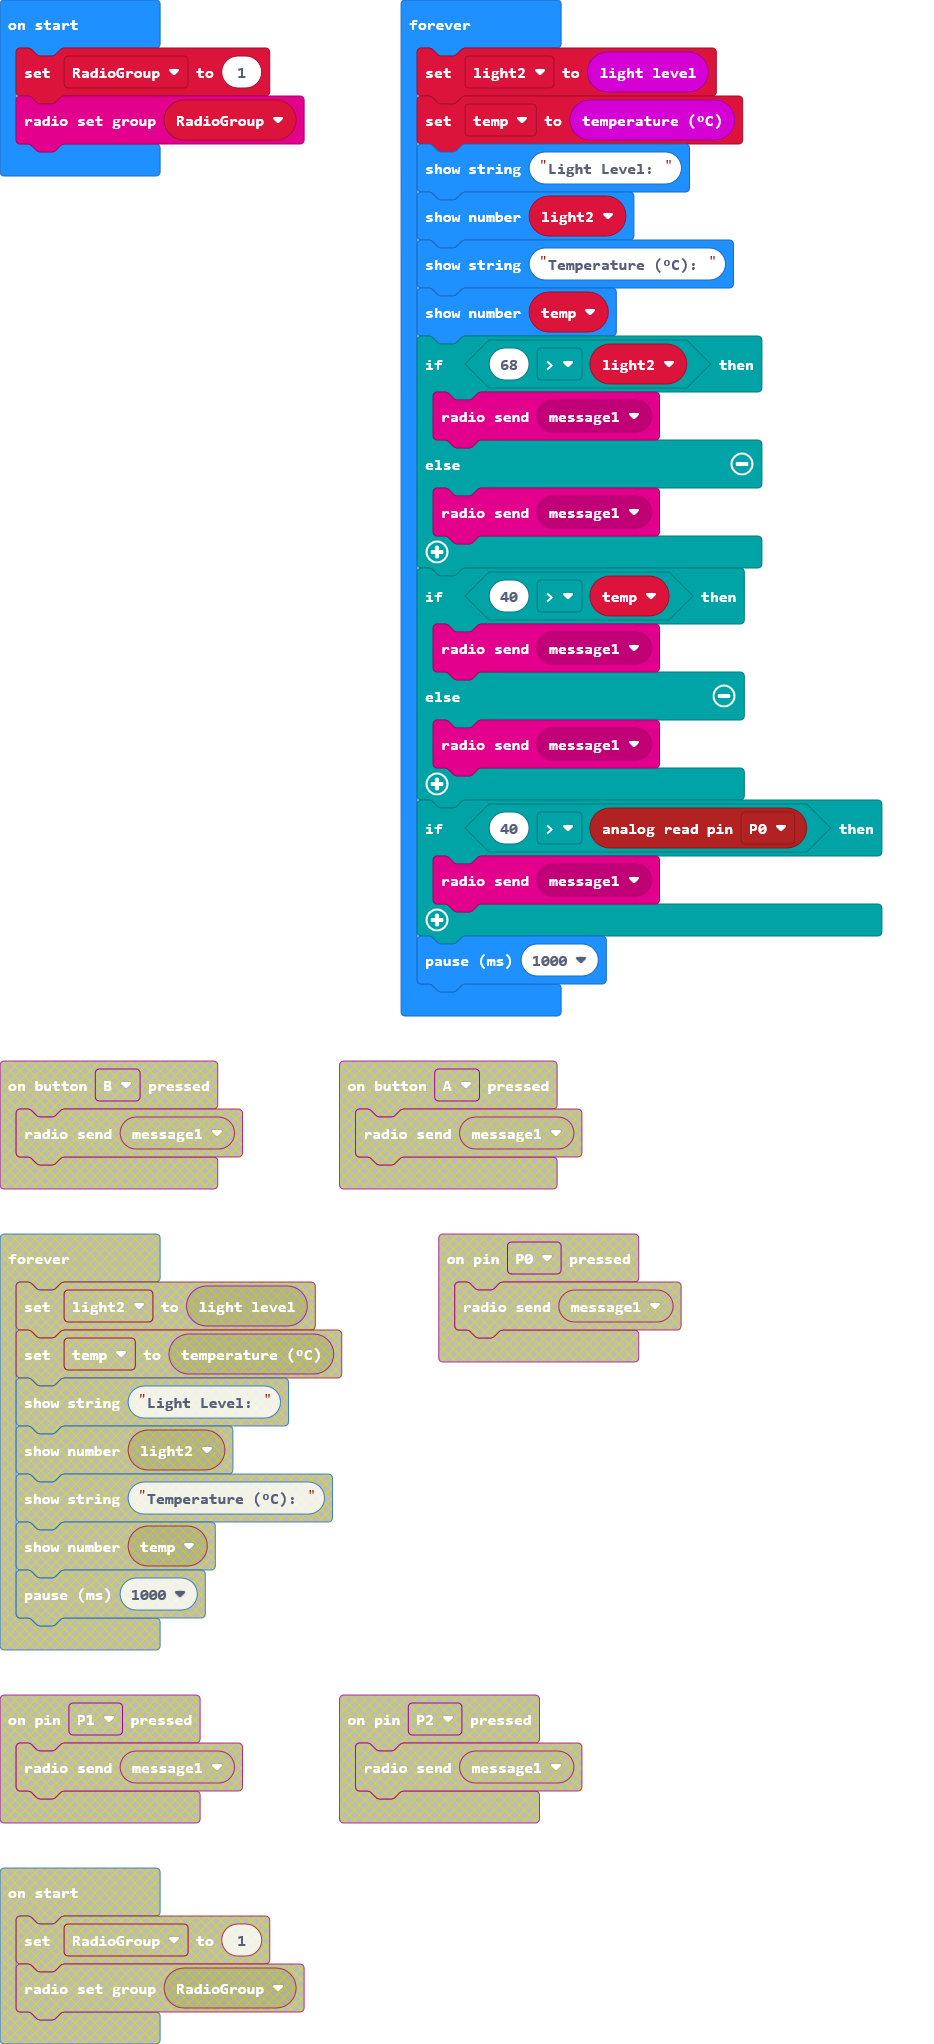 on start
set RadioGroup to 1
radio set group RadioGroup
forever
set light2 to light level
set temp to temperature (ºC)
show string "Light Level: "
show number light2
show string "Temperature (ºC): "
show number temp
if 68 > light2 then
radio send message1
else
radio send message1
if 40 > temp then
radio send message1
else
radio send message1
if 40 > analog read pin P0 then
radio send message1
pause (ms) 1000
on button B pressed
radio send message1
on button A pressed
radio send message1
forever
set light2 to light level
set temp to temperature (ºC)
show string "Light Level: "
show number light2
show string "Temperature (ºC): "
show number temp
pause (ms) 1000
on pin P0 pressed
radio send message1
on pin P1 pressed
radio send message1
on pin P2 pressed
radio send message1
on start
set RadioGroup to 1
radio set group RadioGroup